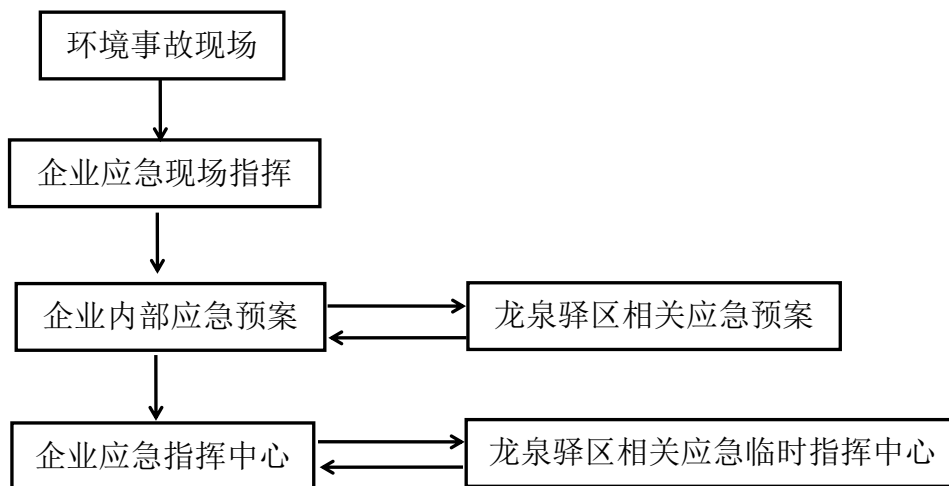 环境事故现场
企业应急现场指挥
企业内部应急预案
龙泉驿区相关应急预案
企业应急指挥中心
龙泉驿区相关应急临时指挥中心